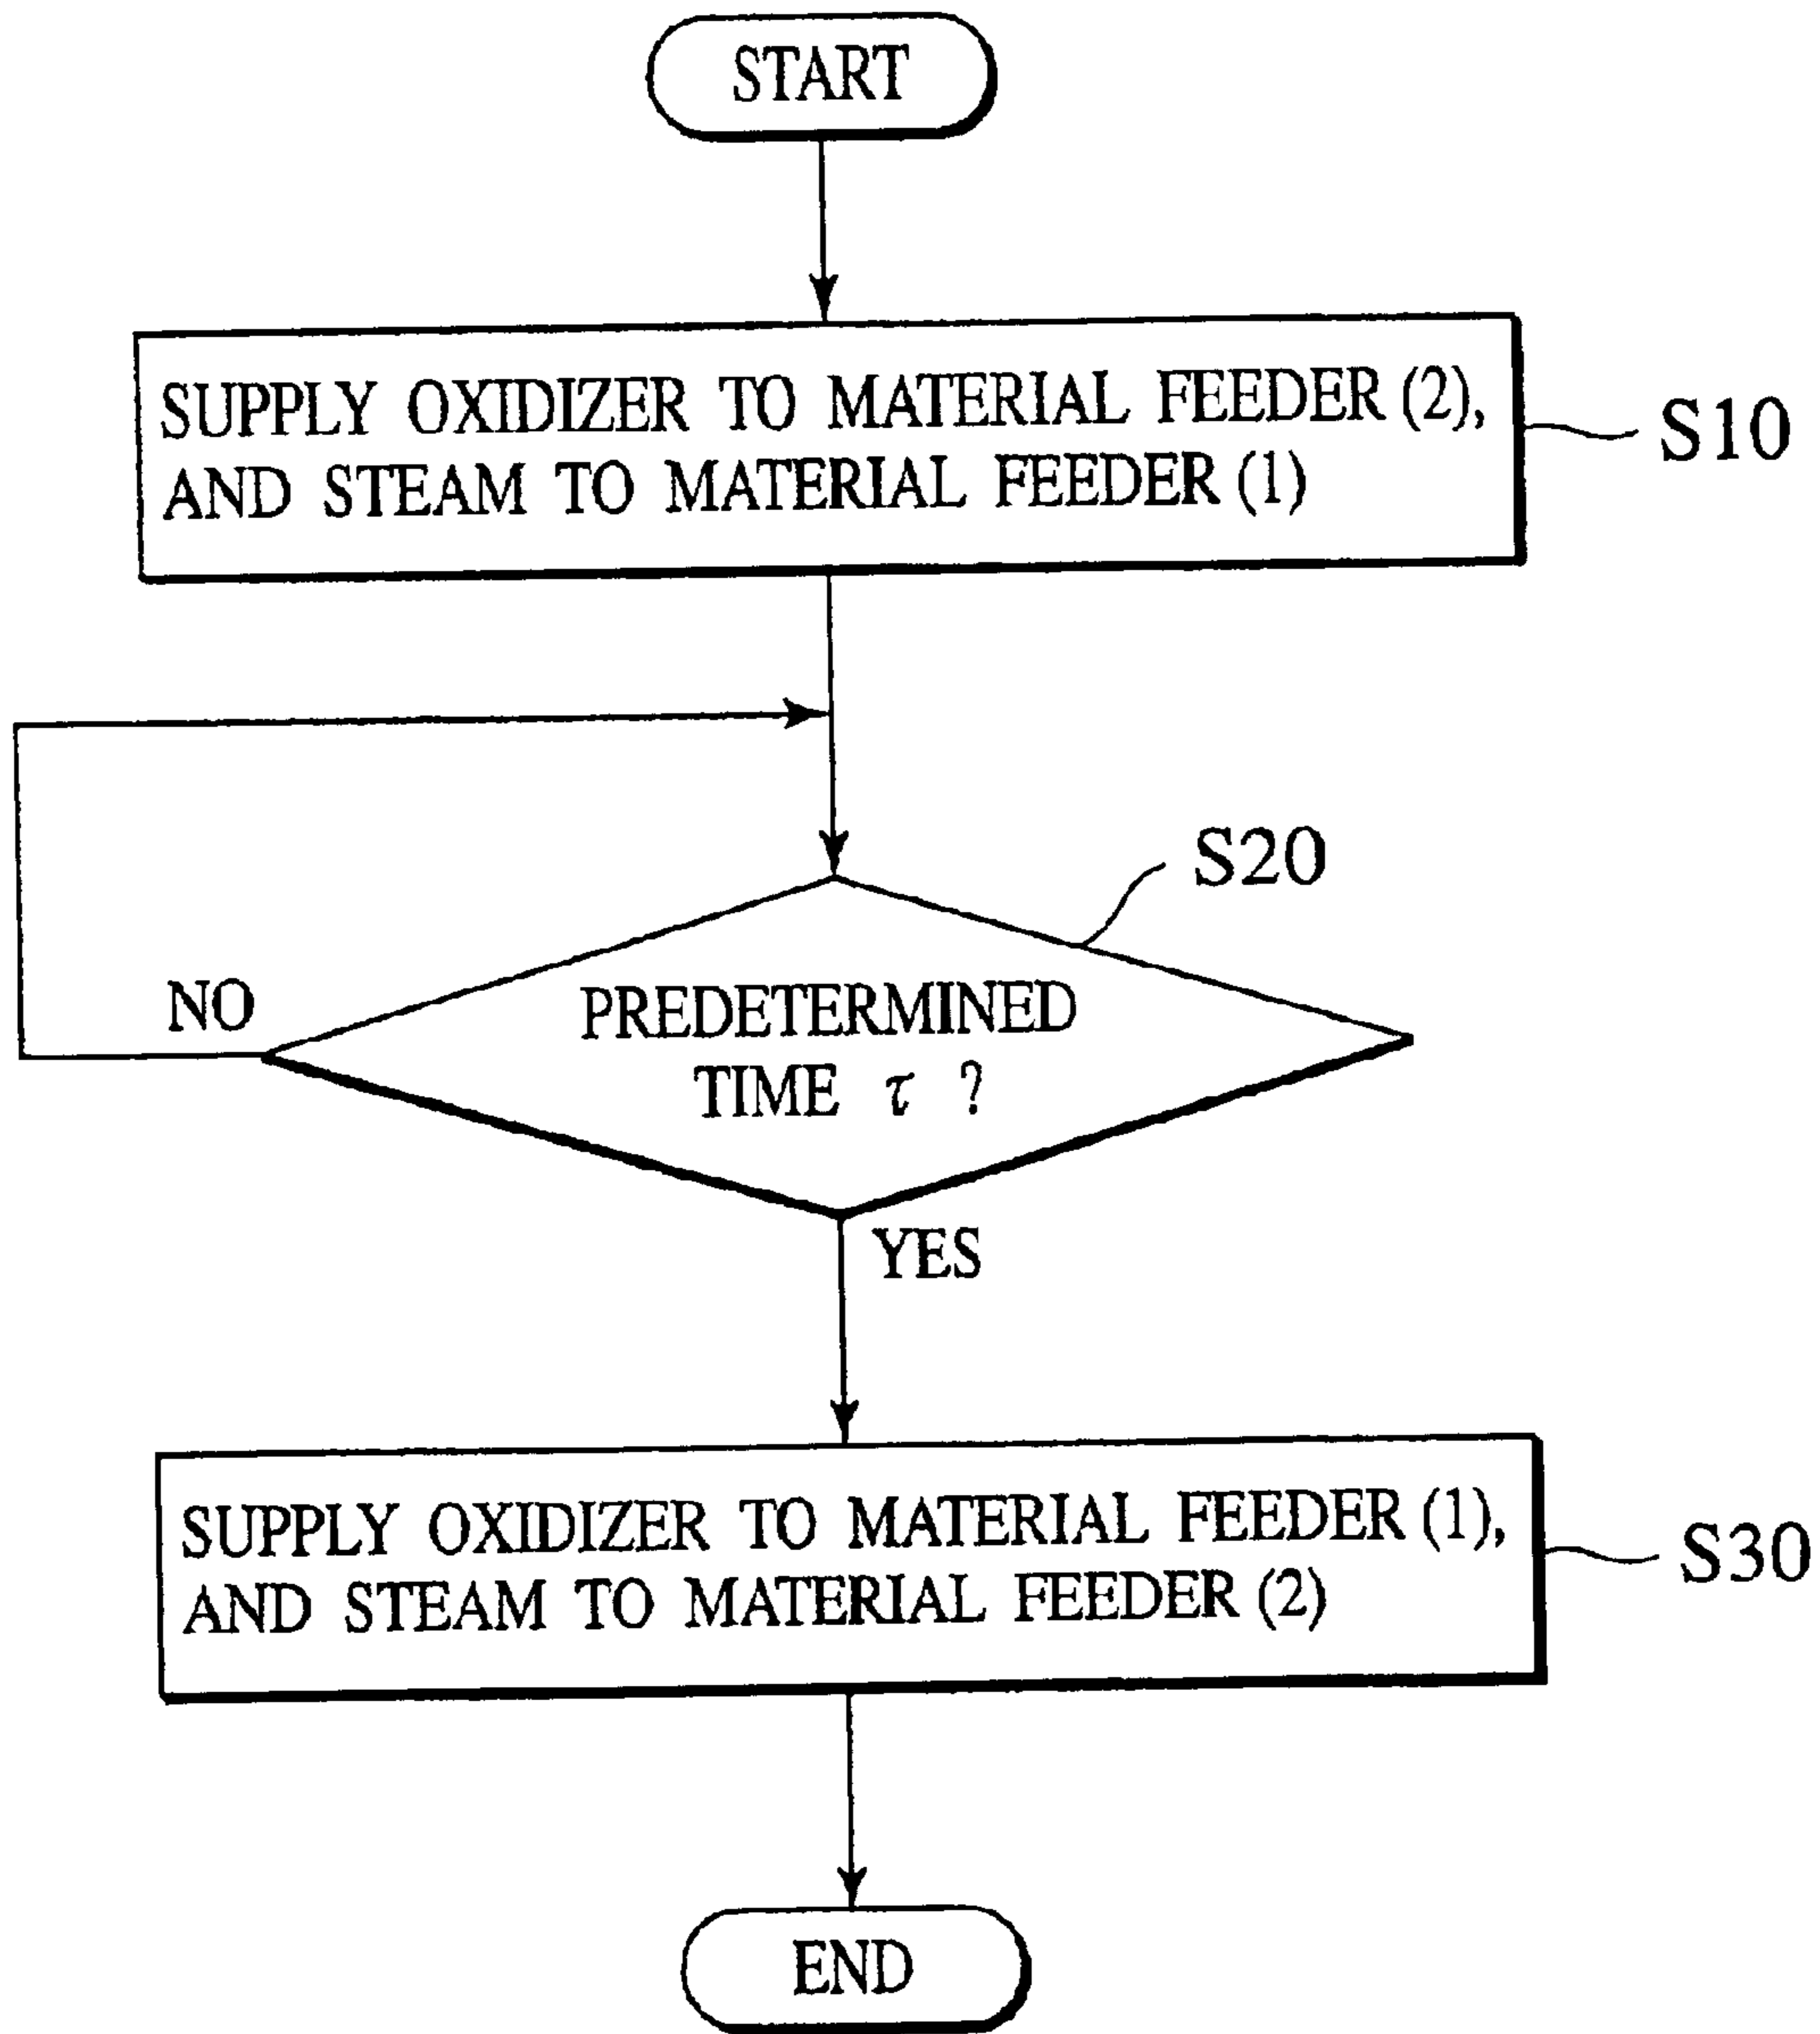 START
SUPPLY OXIDIZER TO MATERIAL FEEDER (2),
AND STEAM TO MATERIAL FEEDER (1)
S10
S20
NO
PREDETERMINED
TIME τ ?
YES
SUPPLY OXIDIZER TO MATERIAL FEEDER (1),
AND STEAM TO MATERIAL FEEDER (2)
S30
END